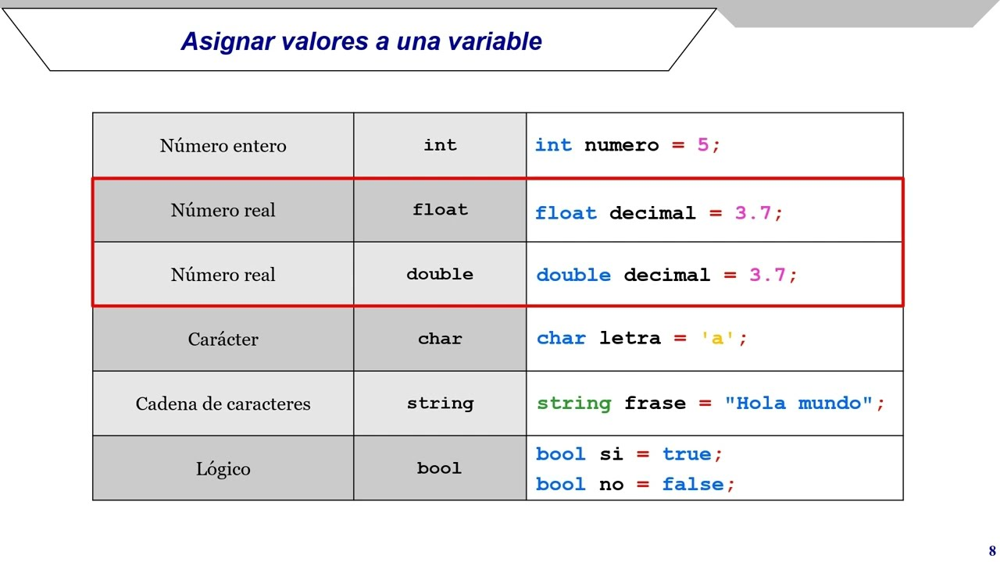 Asignar valores a una variable
Número entero int int numero = 5;
Número real float float decimal = 3.7;
Número real double double decimal = 3.7;
Carácter char char letra = 'a';
Cadena de caracteres string string frase = "Hola mundo";
Lógico bool bool si = true;
bool no = false;
8